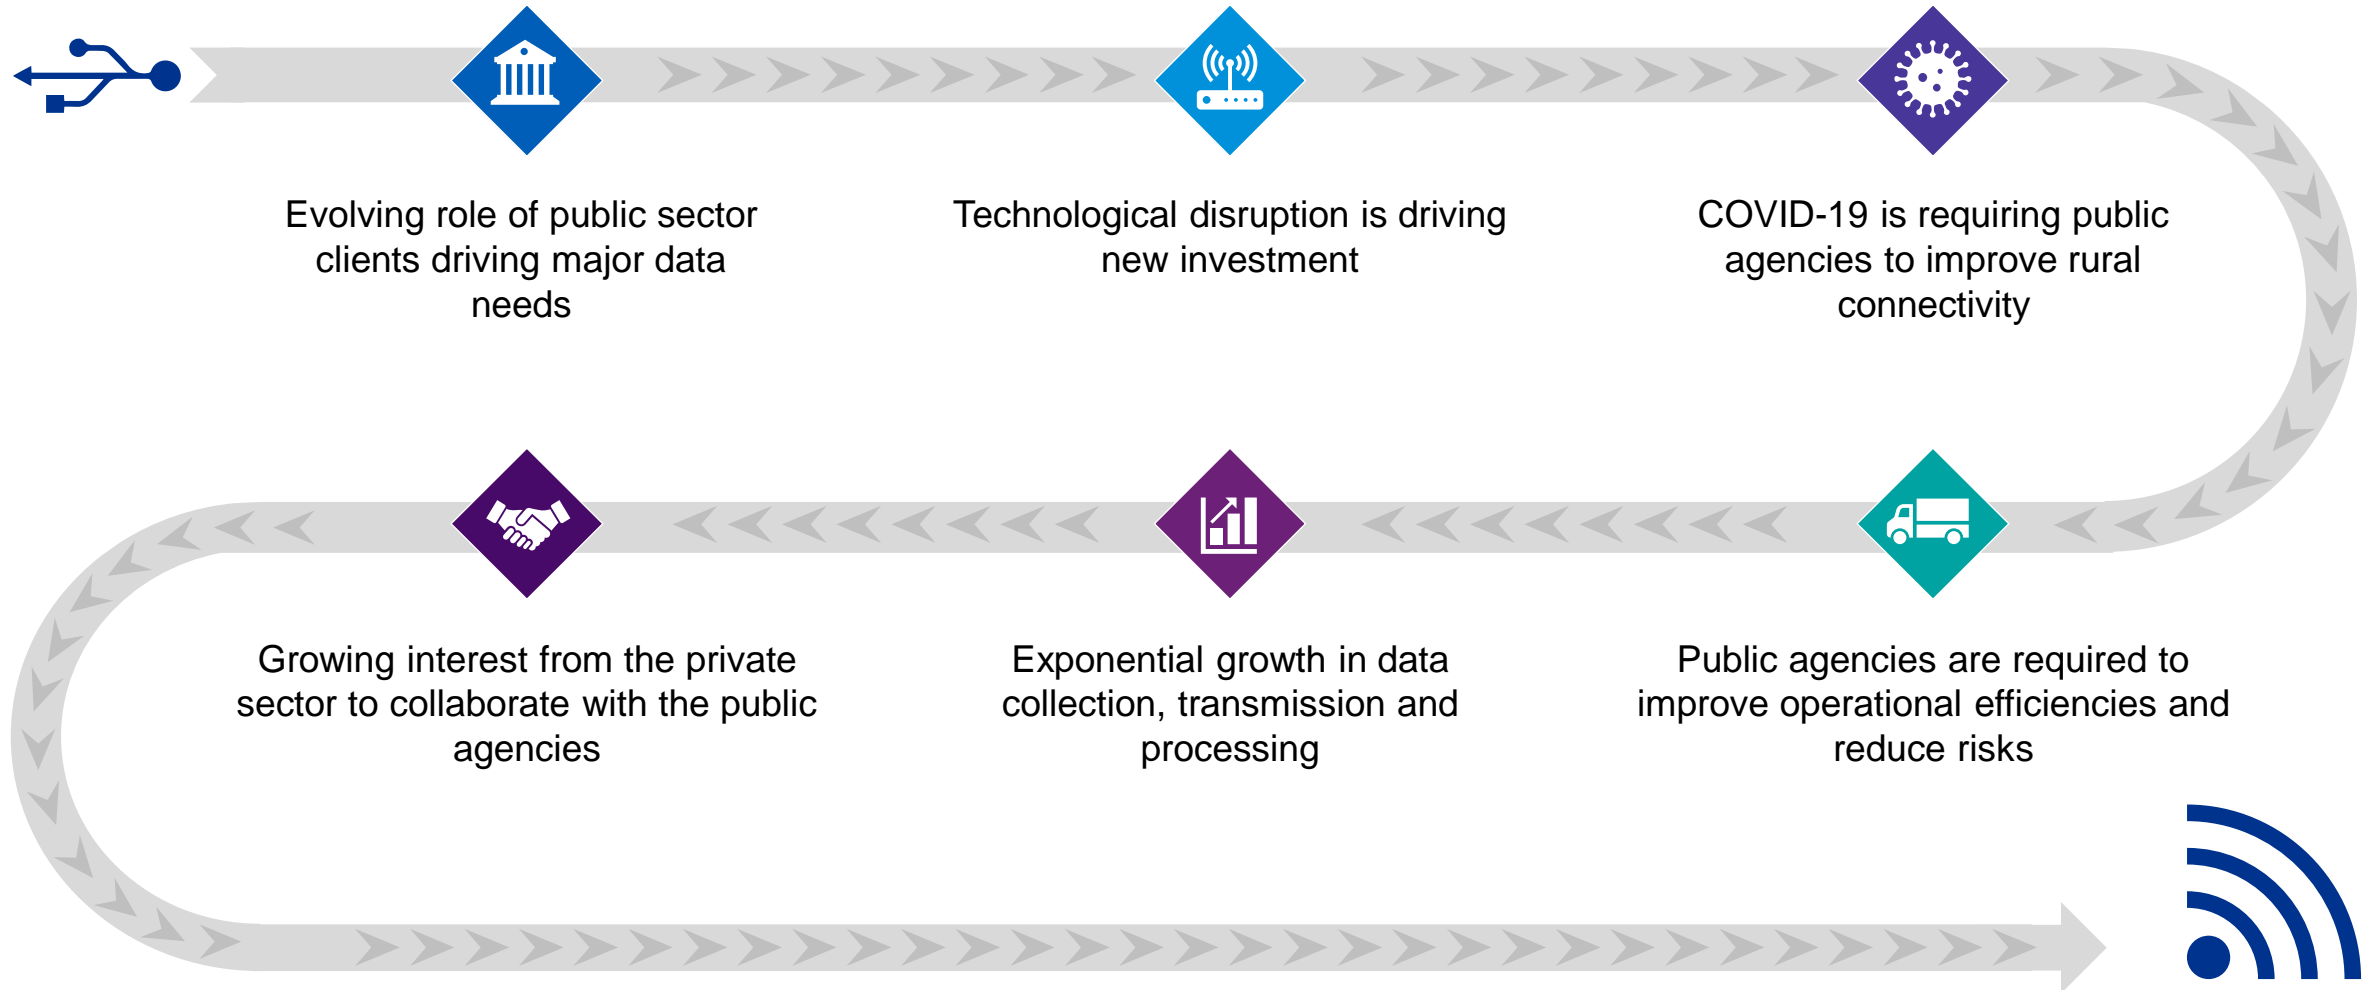 Evolving role of public sector
clients driving major data
needs
Technological disruption is driving
new investment
COVID-19 is requiring public
agencies to improve rural
connectivity
Growing interest from the private
sector to collaborate with the public
agencies
Exponential growth in data
collection, transmission and
processing
Public agencies are required to
improve operational efficiencies and
reduce risks